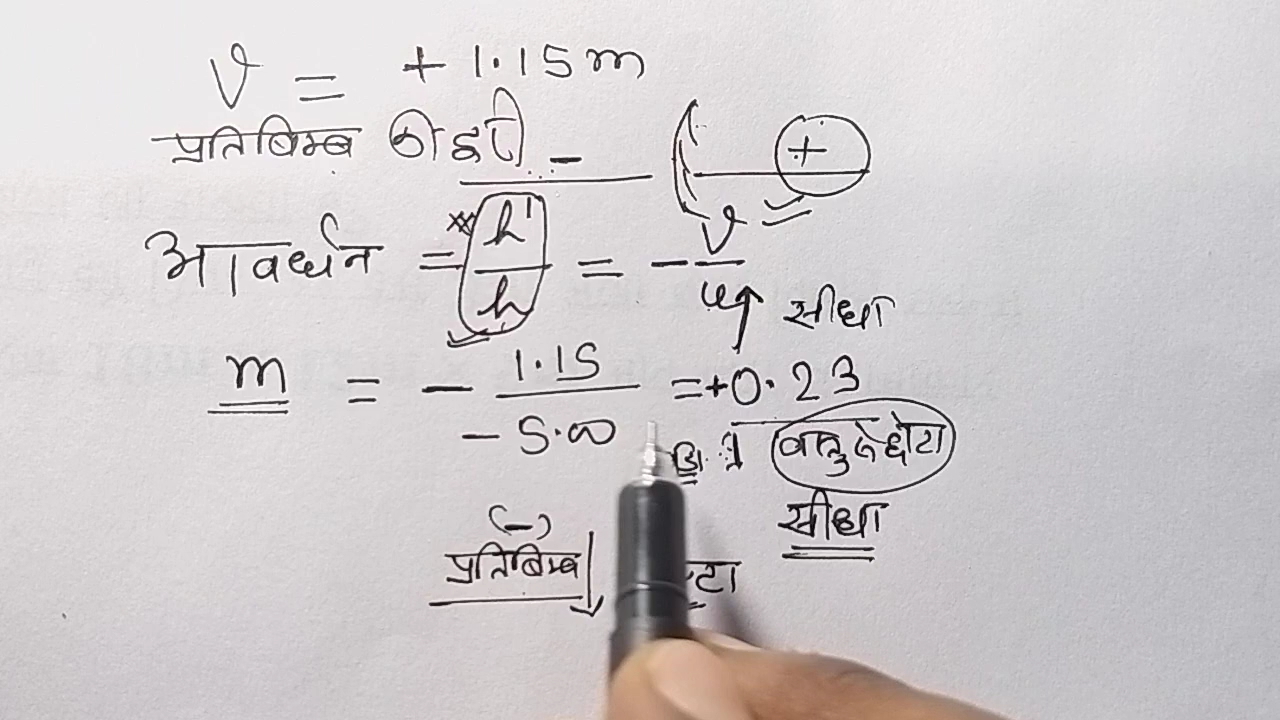 v = + 1.15 m
प्रतिबिम्ब की दूरी -
+
आवर्धन = h' / h = - v / u
सीधा
m = - 1.15 / - 5.00 = + 0.23
वस्तु से छोटा
सीधा
(-)
प्रतिबिम्ब